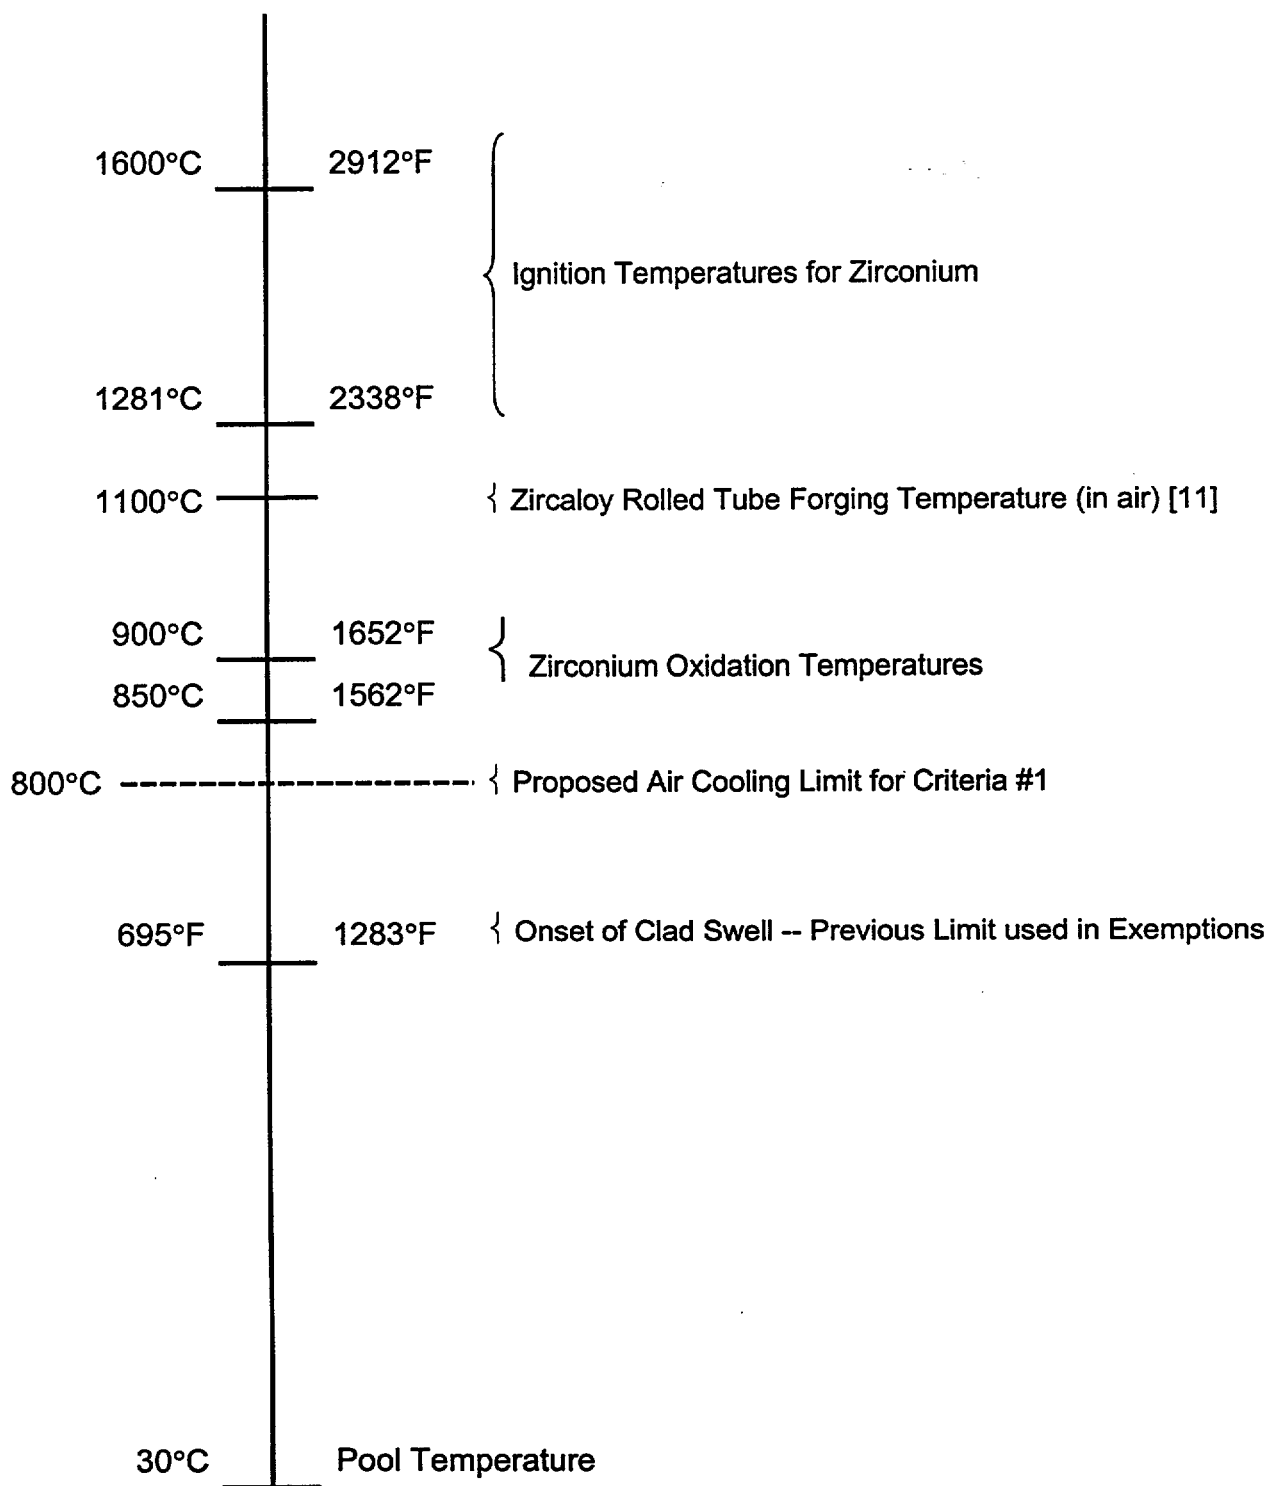 1600°C 2912°F
Ignition Temperatures for Zirconium
1281°C 2338°F
1100°C Zircaloy Rolled Tube Forging Temperature (in air) [11]
900°C 1652°F
Zirconium Oxidation Temperatures
850°C 1562°F
800°C Proposed Air Cooling Limit for Criteria #1
695°F 1283°F Onset of Clad Swell -- Previous Limit used in Exemptions
30°C Pool Temperature